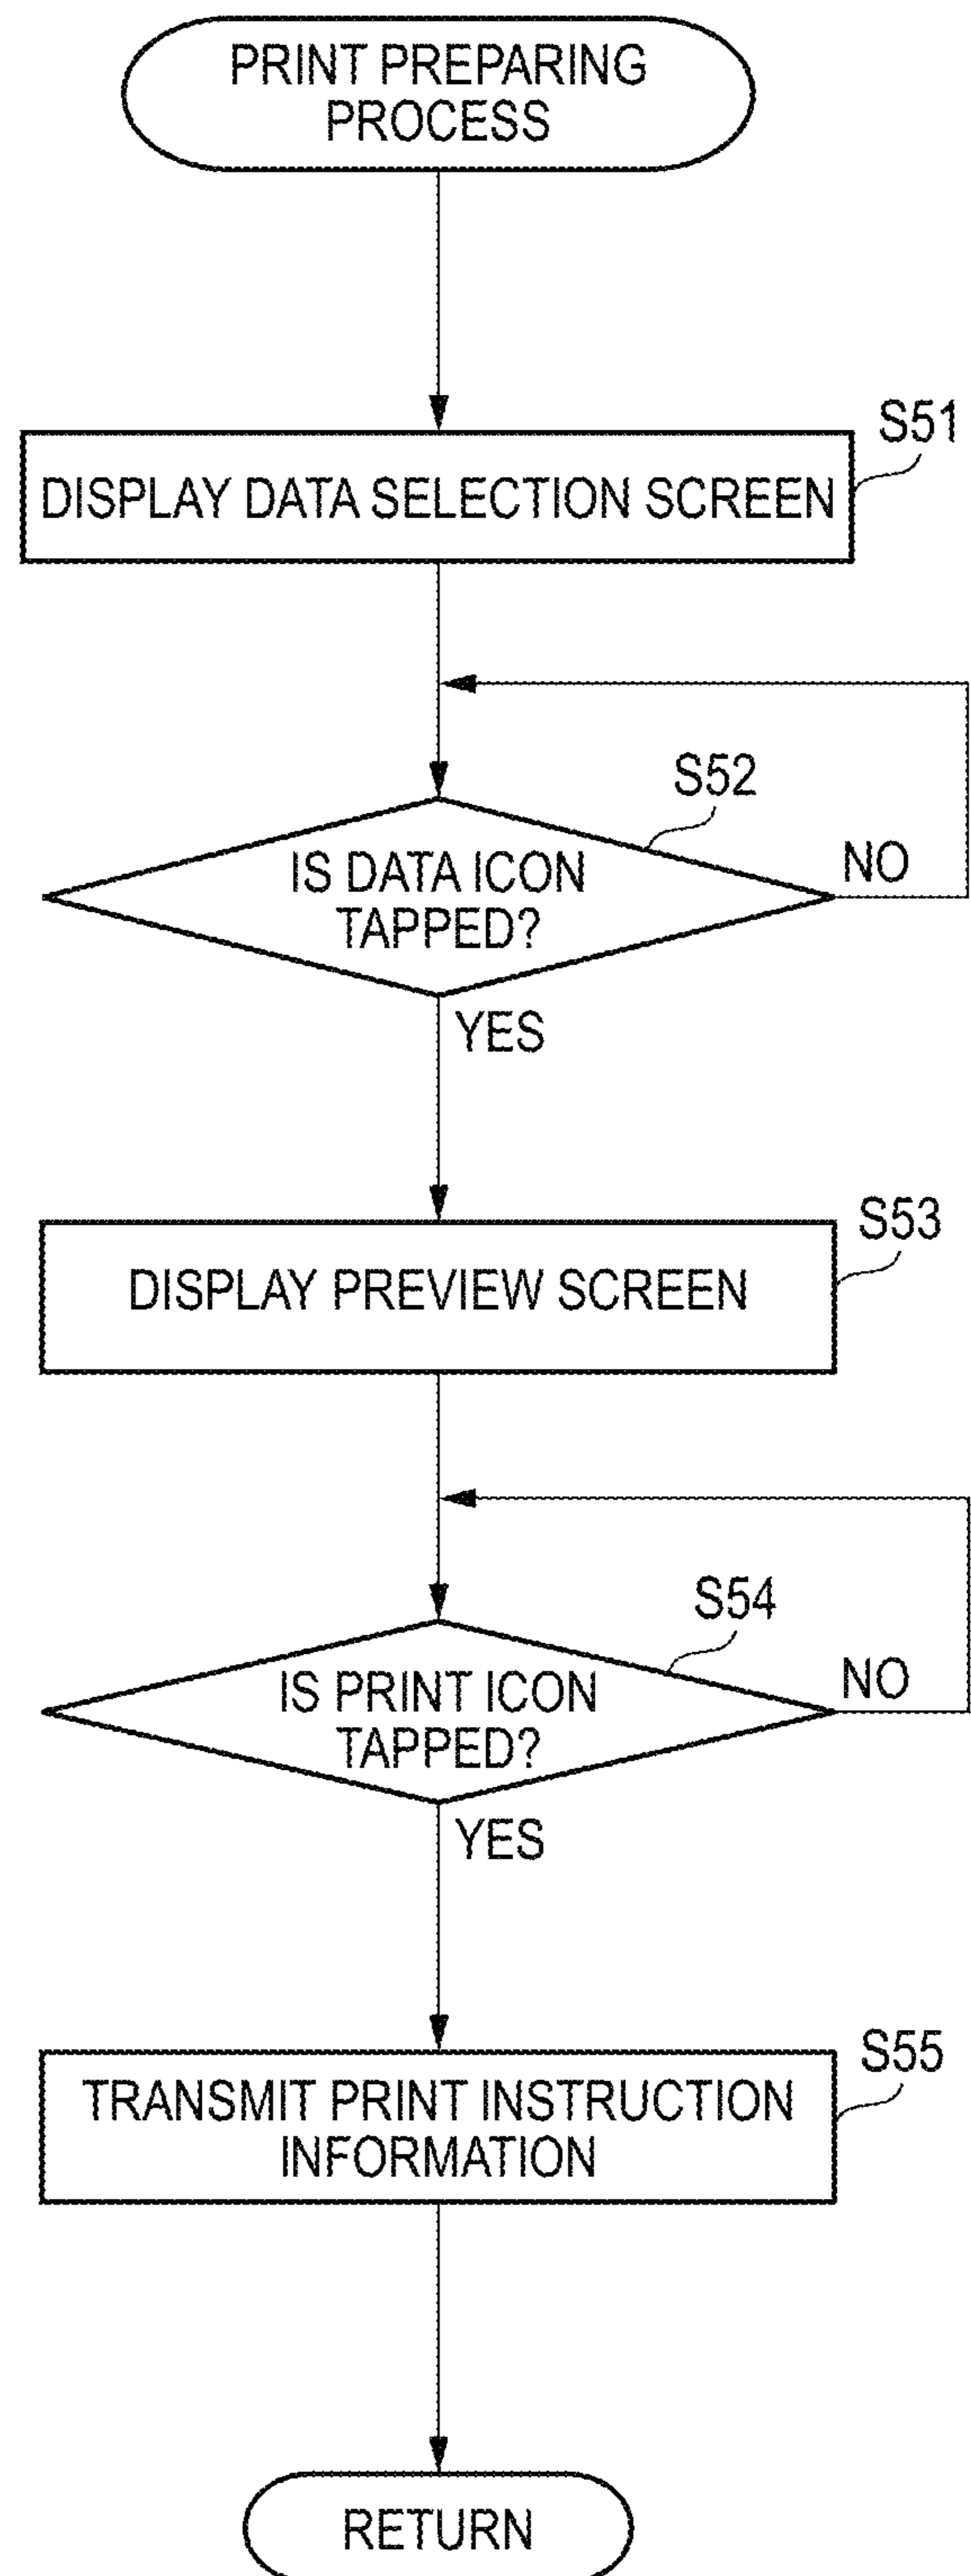 PRINT PREPARING
PROCESS
S51
DISPLAY DATA SELECTION SCREEN
S52
IS DATA ICON
TAPPED?
NO
YES
S53
DISPLAY PREVIEW SCREEN
S54
IS PRINT ICON
TAPPED?
NO
YES
S55
TRANSMIT PRINT INSTRUCTION
INFORMATION
RETURN